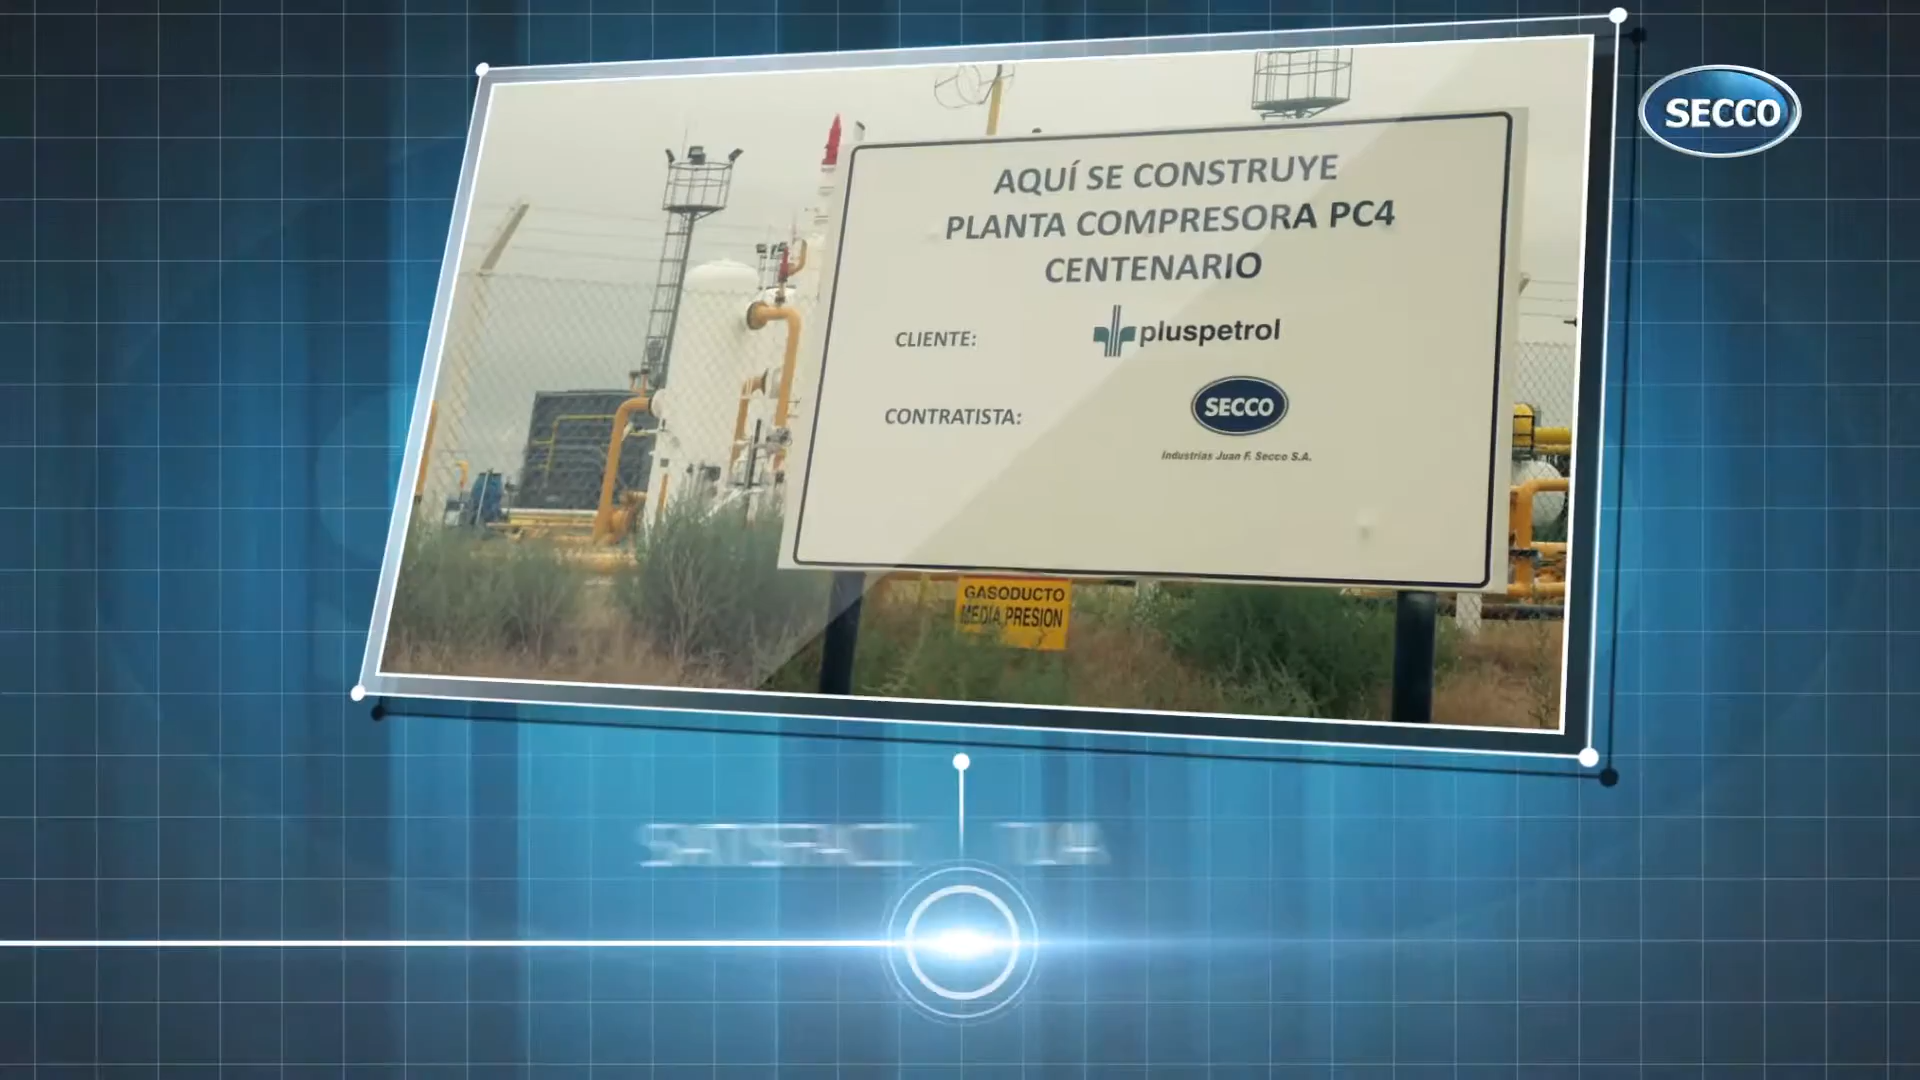 SECCO
AQUÍ SE CONSTRUYE
PLANTA COMPRESORA PC4
CENTENARIO
CLIENTE:
pluspetrol
CONTRATISTA:
SECCO
Industrias Juan F. Secco S.A.
GASODUCTO
MEDIA PRESION